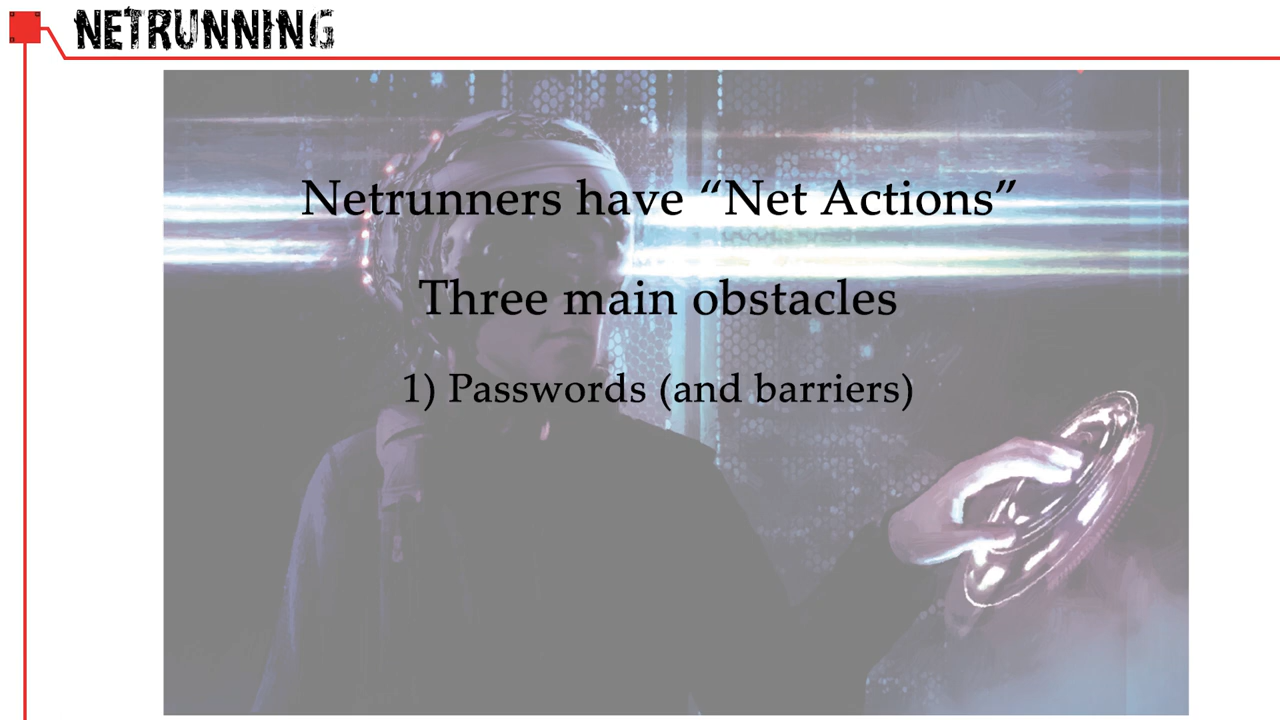 NETRUNNING
Netrunners have “Net Actions”
Three main obstacles
1) Passwords (and barriers)